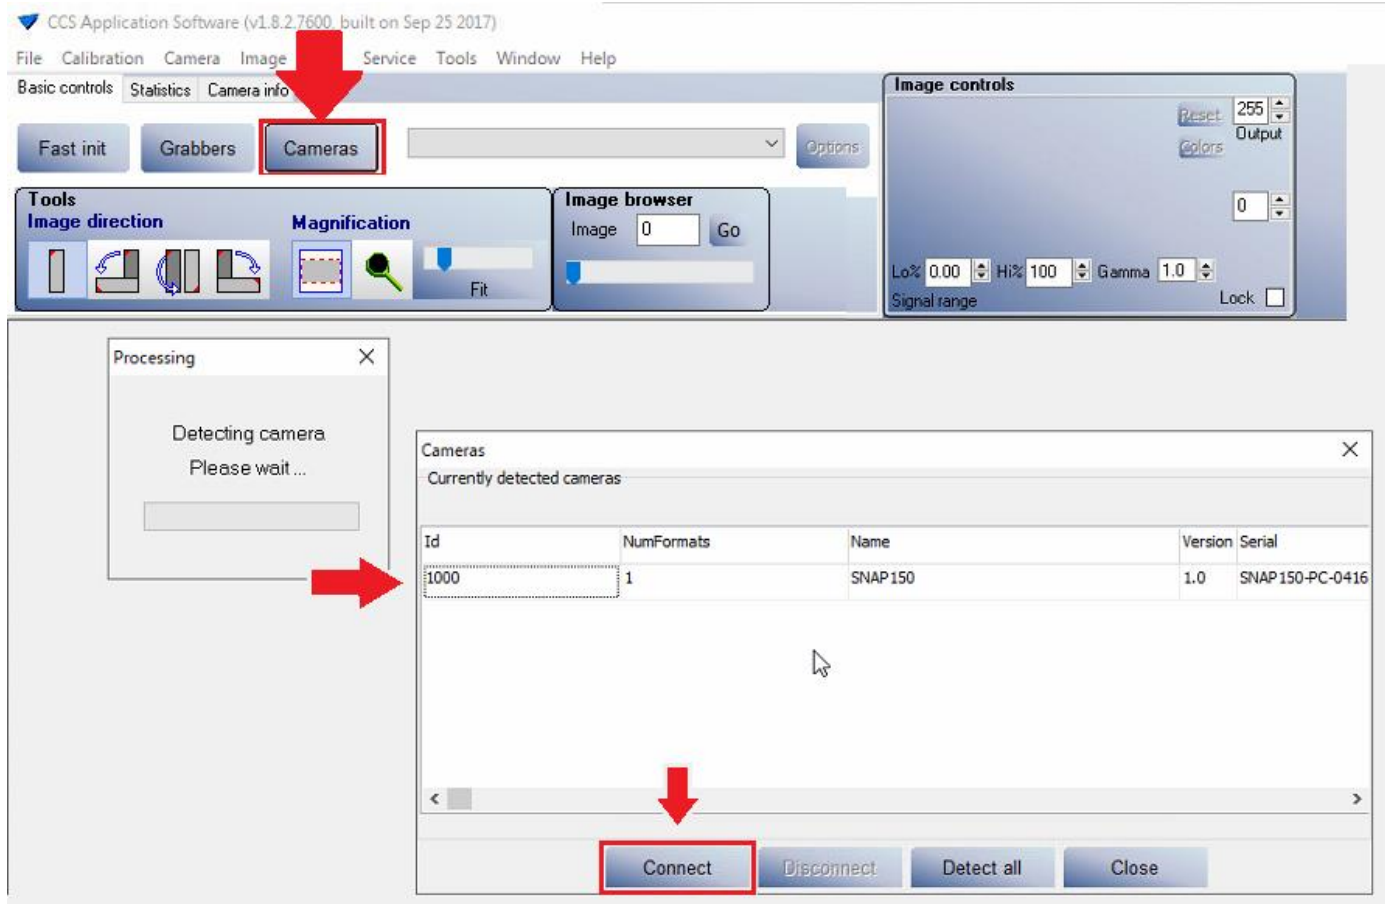 CCS Application Software (v1.8.2.7600, built on Sep 25 2017)
File Calibration Camera Image Service Tools Window Help
Basic controls Statistics Camera info
Fast init Grabbers Cameras Options
Tools
Image direction Magnification
Fit
Image browser
Image 0 Go
Image controls
Reset 255
Output
Colors
0
Lo% 0.00 Hi% 100 Gamma 1.0
Signal range Lock
Processing
Detecting camera
Please wait ...
Cameras
Currently detected cameras
Id NumFormats Name Version Serial
1000 1 SNAP150 1.0 SNAP150-PC-0416
Connect Disconnect Detect all Close